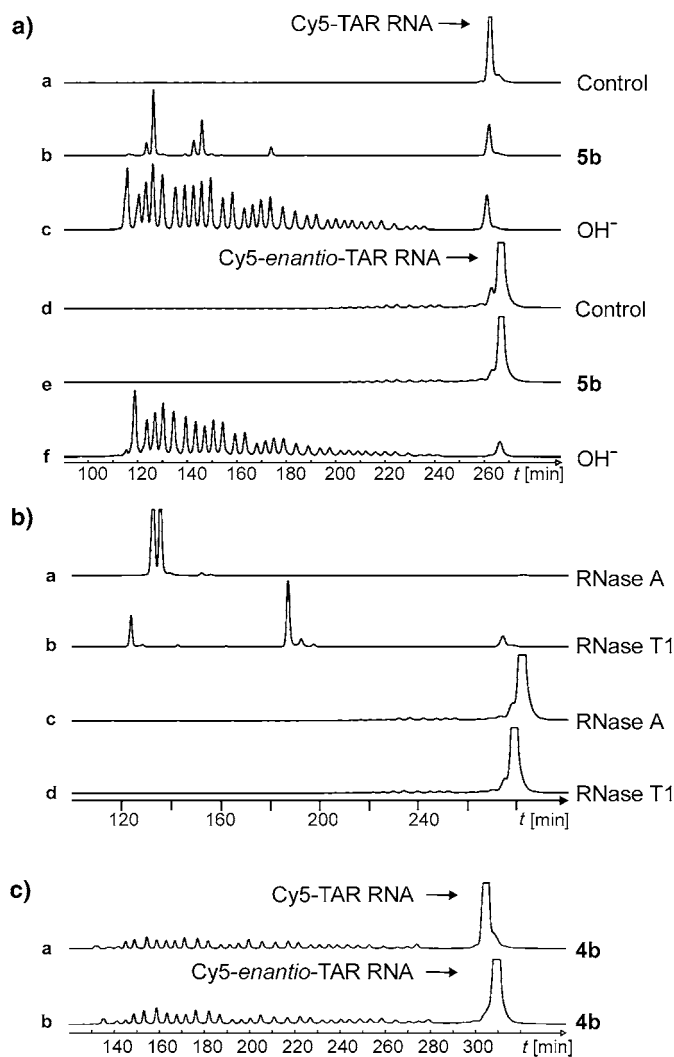 a)
Cy5-TAR RNA →
a Control
b 5b
c OH⁻
Cy5-enantio-TAR RNA →
d Control
e 5b
f OH⁻
100 120 140 160 180 200 220 240 260 t [min]
b)
a RNase A
b RNase T1
c RNase A
d RNase T1
120 160 200 240 t [min]
c)
Cy5-TAR RNA →
a 4b
Cy5-enantio-TAR RNA →
b 4b
140 160 180 200 220 240 260 280 300 t [min]